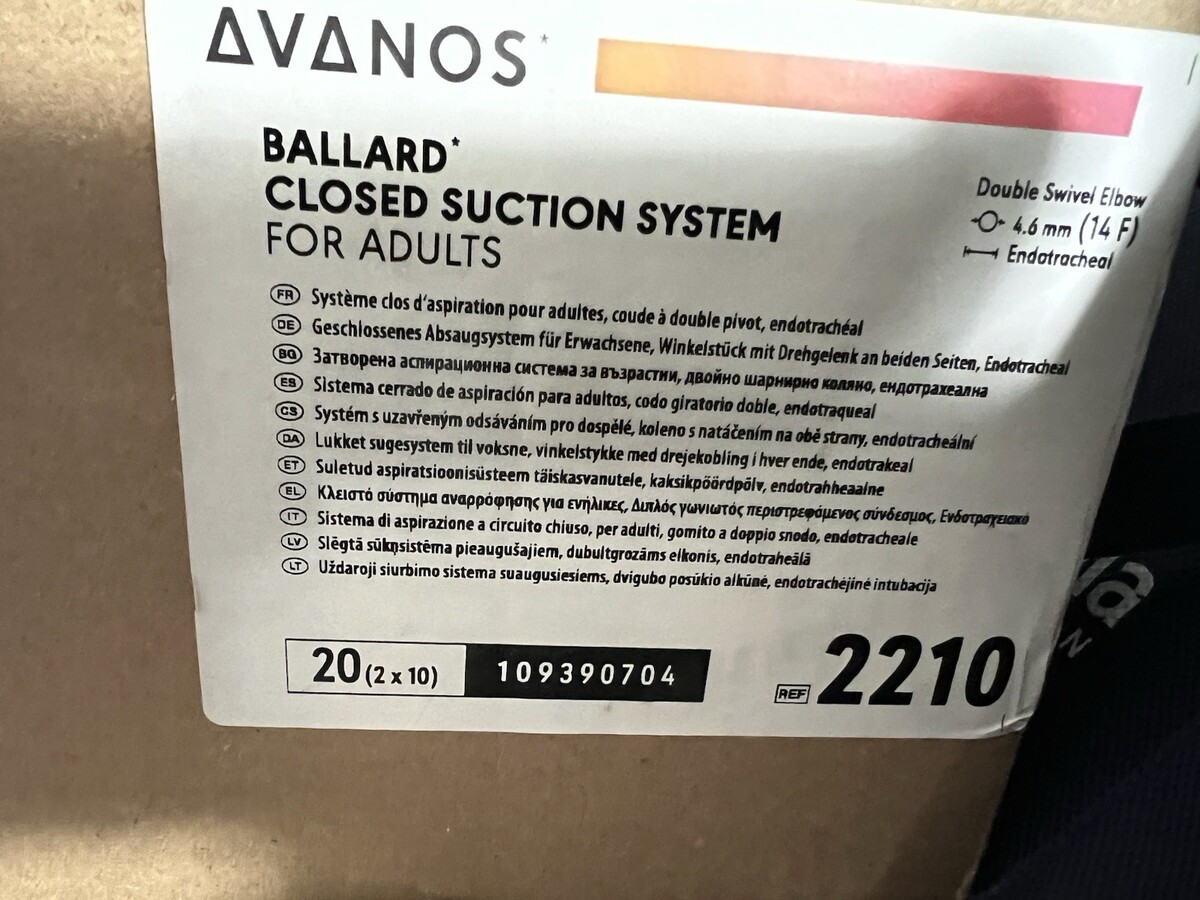 AVANOS*
BALLARD*
CLOSED SUCTION SYSTEM
FOR ADULTS
Double Swivel Elbow
4.6 mm (14 F)
Endotracheal
FR Système clos d'aspiration pour adultes, coude à double pivot, endotrachéal
DE Geschlossenes Absaugsystem für Erwachsene, Winkelstück mit Drehgelenk an beiden Seiten, Endotracheal
BG Затворена аспирационна система за възрастни, двойно шарнирно коляно, ендотрахеална
ES Sistema cerrado de aspiración para adultos, codo giratorio doble, endotraqueal
CS Systém s uzavřeným odsáváním pro dospělé, koleno s natáčením na obě strany, endotracheální
DA Lukket sugesystem til voksne, vinkelstykke med drejekobling i hver ende, endotrakeal
ET Suletud aspiratsioonisüsteem täiskasvanutele, kaksikpöördpõlv, endotrahheaalne
EL Κλειστό σύστημα αναρρόφησης για ενήλικες, Διπλός γωνιωτός περιστρεφόμενος σύνδεσμος, Ενδοτραχειακό
IT Sistema di aspirazione a circuito chiuso, per adulti, gomito a doppio snodo, endotracheale
LV Slēgtā sūkņsistēma pieaugušajiem, dubultgrozāms elkonis, endotraheālā
LT Uždaroji siurbimo sistema suaugusiesiems, dvigubo posūkio alkūnė, endotrachėjinė intubacija
20 (2 x 10) 109390704
REF 2210